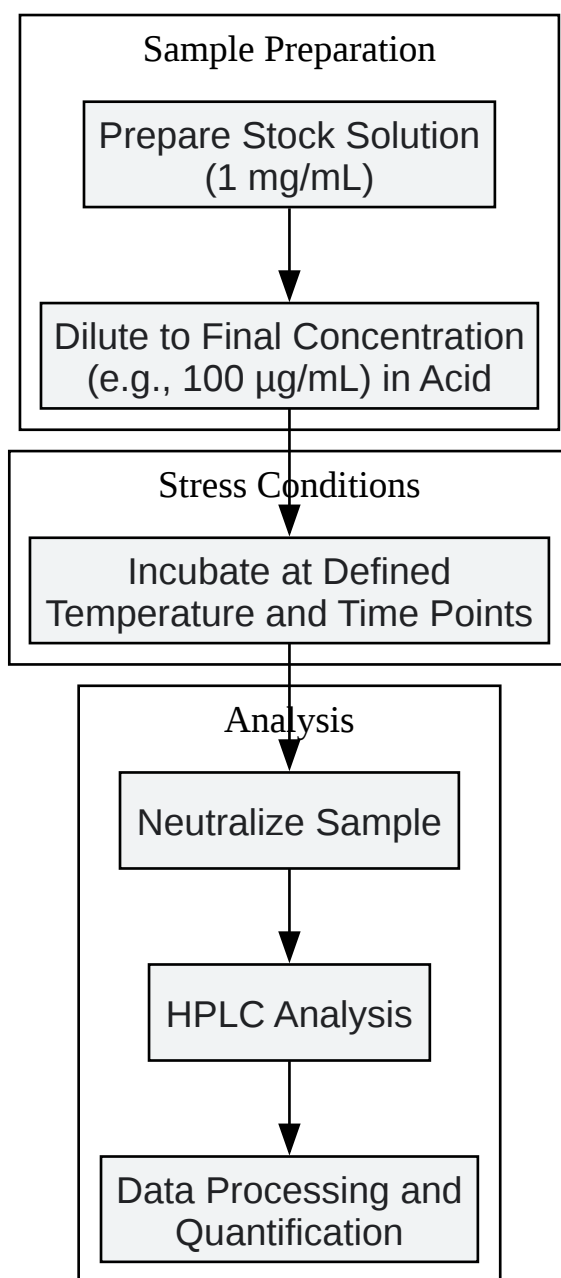 Sample Preparation
Prepare Stock Solution
(1 mg/mL)
Dilute to Final Concentration
(e.g., 100 µg/mL) in Acid
Stress Conditions
Incubate at Defined
Temperature and Time Points
Analysis
Neutralize Sample
HPLC Analysis
Data Processing and
Quantification